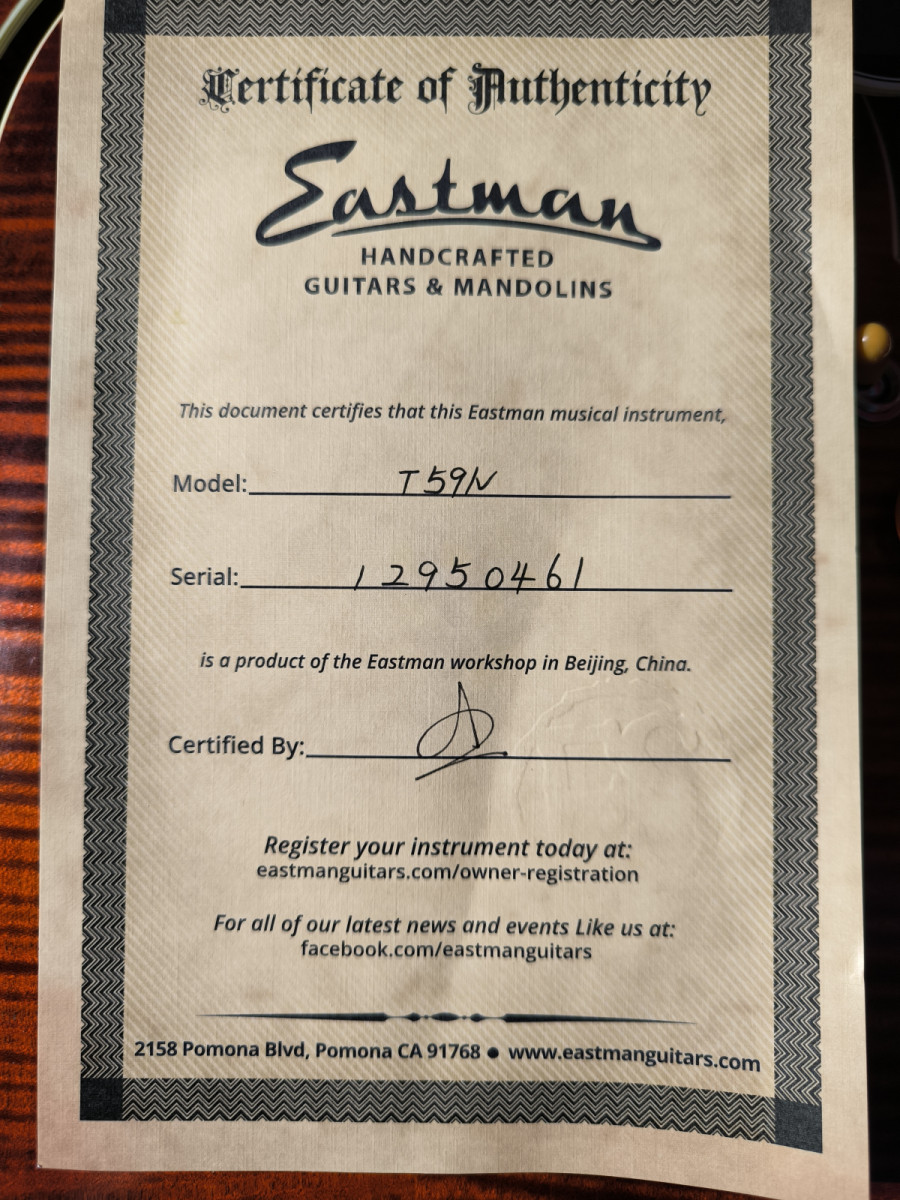 Certificate of Authenticity
Eastman
HANDCRAFTED
GUITARS & MANDOLINS
This document certifies that this Eastman musical instrument,
Model: T59/V
Serial: 12950461
is a product of the Eastman workshop in Beijing, China.
Certified By:
Register your instrument today at:
eastmanguitars.com/owner-registration
For all of our latest news and events Like us at:
facebook.com/eastmanguitars
2158 Pomona Blvd, Pomona CA 91768 ● www.eastmanguitars.com